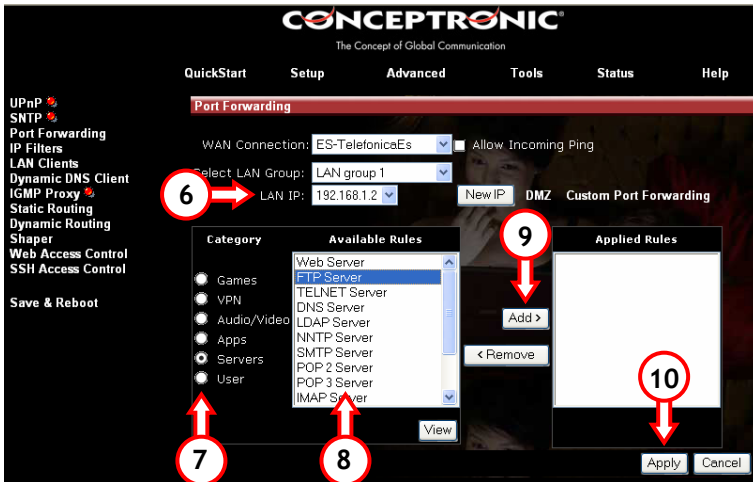 CONCEPTRONIC®
The Concept of Global Communication
QuickStart Setup Advanced Tools Status Help
UPnP
SNTP
Port Forwarding
IP Filters
LAN Clients
Dynamic DNS Client
IGMP Proxy
Static Routing
Dynamic Routing
Shaper
Web Access Control
SSH Access Control
Save & Reboot
Port Forwarding
WAN Connection: ES-TelefonicaEs Allow Incoming Ping
Select LAN Group: LAN group 1
6 LAN IP: 192.168.1.2 New IP DMZ Custom Port Forwarding
Category
Games
VPN
Audio/Video
Apps
Servers
User
7
Available Rules
Web Server
FTP Server
TELNET Server
DNS Server
LDAP Server
NNTP Server
SMTP Server
POP 2 Server
POP 3 Server
IMAP Server
View
8
9
Add >
< Remove
Applied Rules
10
Apply Cancel